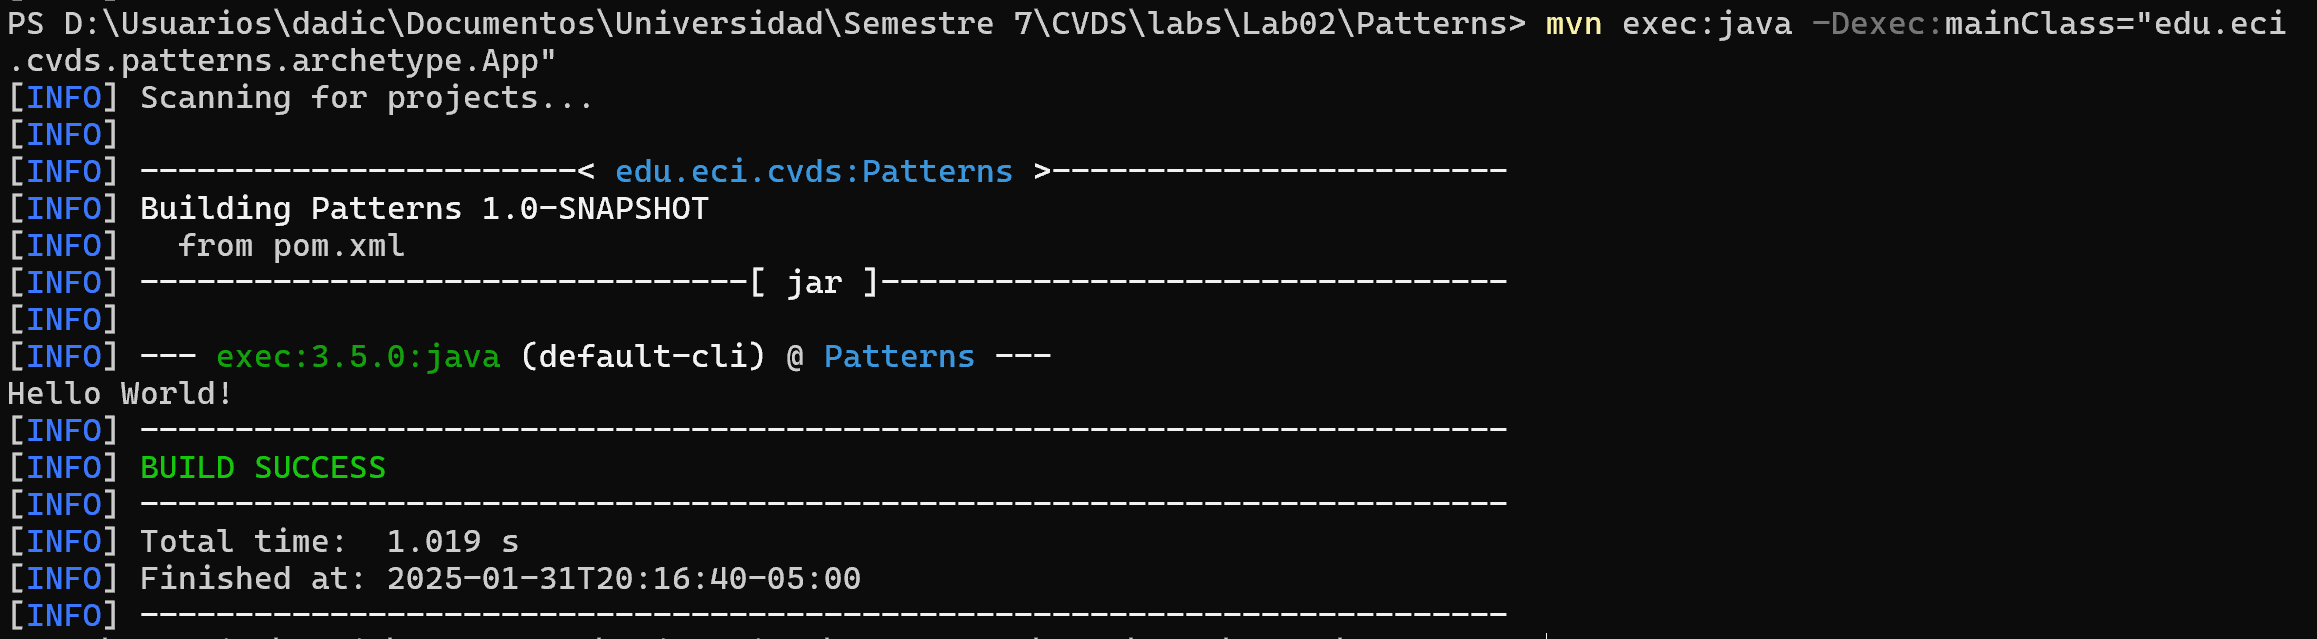 PS D:\Usuarios\dadic\Documentos\Universidad\Semestre 7\CVDS\labs\Lab02\Patterns> mvn exec:java -Dexec:mainClass="edu.eci
.cvds.patterns.archetype.App"
[INFO] Scanning for projects...
[INFO]
[INFO] -----------------------< edu.eci.cvds:Patterns >------------------------
[INFO] Building Patterns 1.0-SNAPSHOT
[INFO]   from pom.xml
[INFO] --------------------------------[ jar ]---------------------------------
[INFO]
[INFO] --- exec:3.5.0:java (default-cli) @ Patterns ---
Hello World!
[INFO] ------------------------------------------------------------------------
[INFO] BUILD SUCCESS
[INFO] ------------------------------------------------------------------------
[INFO] Total time:  1.019 s
[INFO] Finished at: 2025-01-31T20:16:40-05:00
[INFO] ------------------------------------------------------------------------